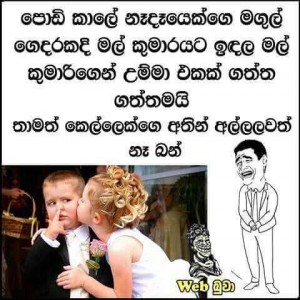 පොඩි කාලේ නෑදෑයෙක්ගෙ මගුල්
ගෙදරකදි මල් කුමාරයට ඉඳල මල්
කුමාරිගෙන් උම්මා එකක් ගත්ත
ගත්තමයි
තාමත් කෙල්ලෙක්ගෙ අතින් අල්ලලවත්
නෑ බන්
Web බුවා